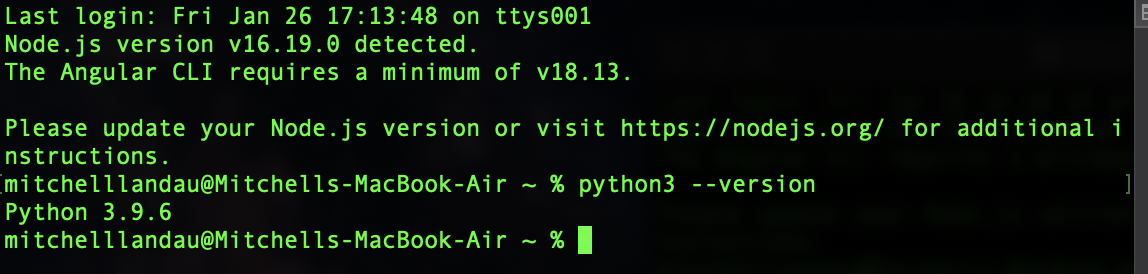 Last login: Fri Jan 26 17:13:48 on ttys001
Node.js version v16.19.0 detected.
The Angular CLI requires a minimum of v18.13.

Please update your Node.js version or visit https://nodejs.org/ for additional i
nstructions.
[mitchelllandau@Mitchells-MacBook-Air ~ % python3 --version ]
Python 3.9.6
mitchelllandau@Mitchells-MacBook-Air ~ %